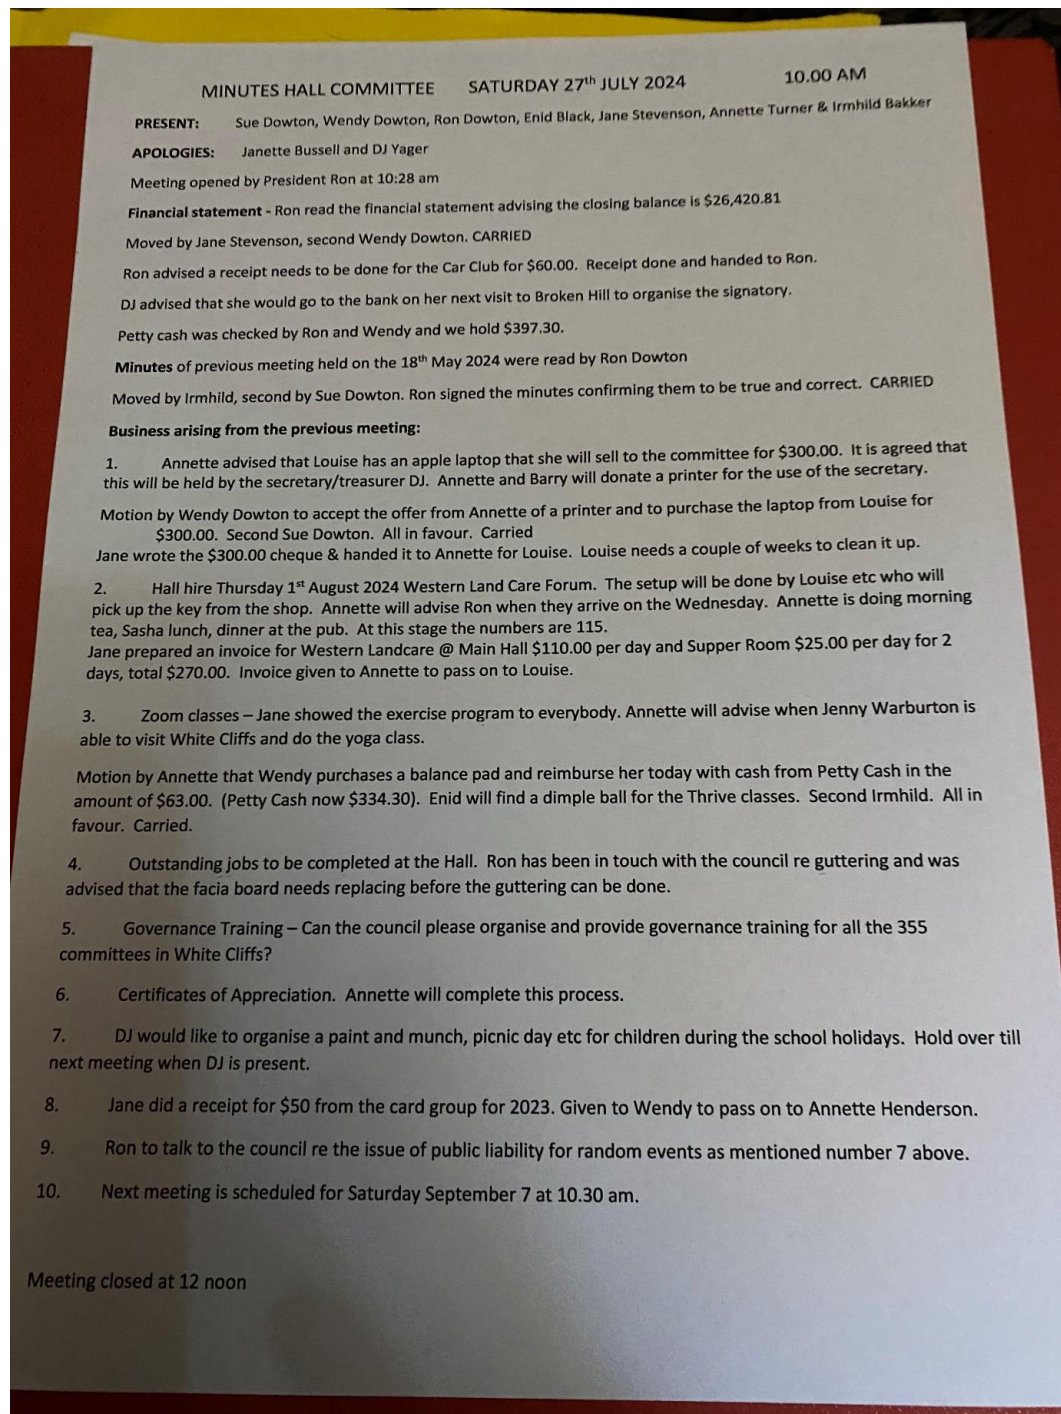 MINUTES HALL COMMITTEE SATURDAY 27th JULY 2024 10.00 AM
PRESENT: Sue Dowton, Wendy Dowton, Ron Dowton, Enid Black, Jane Stevenson, Annette Turner & Irmhild Bakker
APOLOGIES: Janette Bussell and DJ Yager
Meeting opened by President Ron at 10:28 am
Financial statement - Ron read the financial statement advising the closing balance is $26,420.81
Moved by Jane Stevenson, second Wendy Dowton. CARRIED
Ron advised a receipt needs to be done for the Car Club for $60.00. Receipt done and handed to Ron.
DJ advised that she would go to the bank on her next visit to Broken Hill to organise the signatory.
Petty cash was checked by Ron and Wendy and we hold $397.30.
Minutes of previous meeting held on the 18th May 2024 were read by Ron Dowton
Moved by Irmhild, second by Sue Dowton. Ron signed the minutes confirming them to be true and correct. CARRIED
Business arising from the previous meeting:
1. Annette advised that Louise has an apple laptop that she will sell to the committee for $300.00. It is agreed that
this will be held by the secretary/treasurer DJ. Annette and Barry will donate a printer for the use of the secretary.
Motion by Wendy Dowton to accept the offer from Annette of a printer and to purchase the laptop from Louise for
$300.00. Second Sue Dowton. All in favour. Carried
Jane wrote the $300.00 cheque & handed it to Annette for Louise. Louise needs a couple of weeks to clean it up.
2. Hall hire Thursday 1st August 2024 Western Land Care Forum. The setup will be done by Louise etc who will
pick up the key from the shop. Annette will advise Ron when they arrive on the Wednesday. Annette is doing morning
tea, Sasha lunch, dinner at the pub. At this stage the numbers are 115.
Jane prepared an invoice for Western Landcare @ Main Hall $110.00 per day and Supper Room $25.00 per day for 2
days, total $270.00. Invoice given to Annette to pass on to Louise.
3. Zoom classes – Jane showed the exercise program to everybody. Annette will advise when Jenny Warburton is
able to visit White Cliffs and do the yoga class.
Motion by Annette that Wendy purchases a balance pad and reimburse her today with cash from Petty Cash in the
amount of $63.00. (Petty Cash now $334.30). Enid will find a dimple ball for the Thrive classes. Second Irmhild. All in
favour. Carried.
4. Outstanding jobs to be completed at the Hall. Ron has been in touch with the council re guttering and was
advised that the facia board needs replacing before the guttering can be done.
5. Governance Training – Can the council please organise and provide governance training for all the 355
committees in White Cliffs?
6. Certificates of Appreciation. Annette will complete this process.
7. DJ would like to organise a paint and munch, picnic day etc for children during the school holidays. Hold over till
next meeting when DJ is present.
8. Jane did a receipt for $50 from the card group for 2023. Given to Wendy to pass on to Annette Henderson.
9. Ron to talk to the council re the issue of public liability for random events as mentioned number 7 above.
10. Next meeting is scheduled for Saturday September 7 at 10.30 am.
Meeting closed at 12 noon